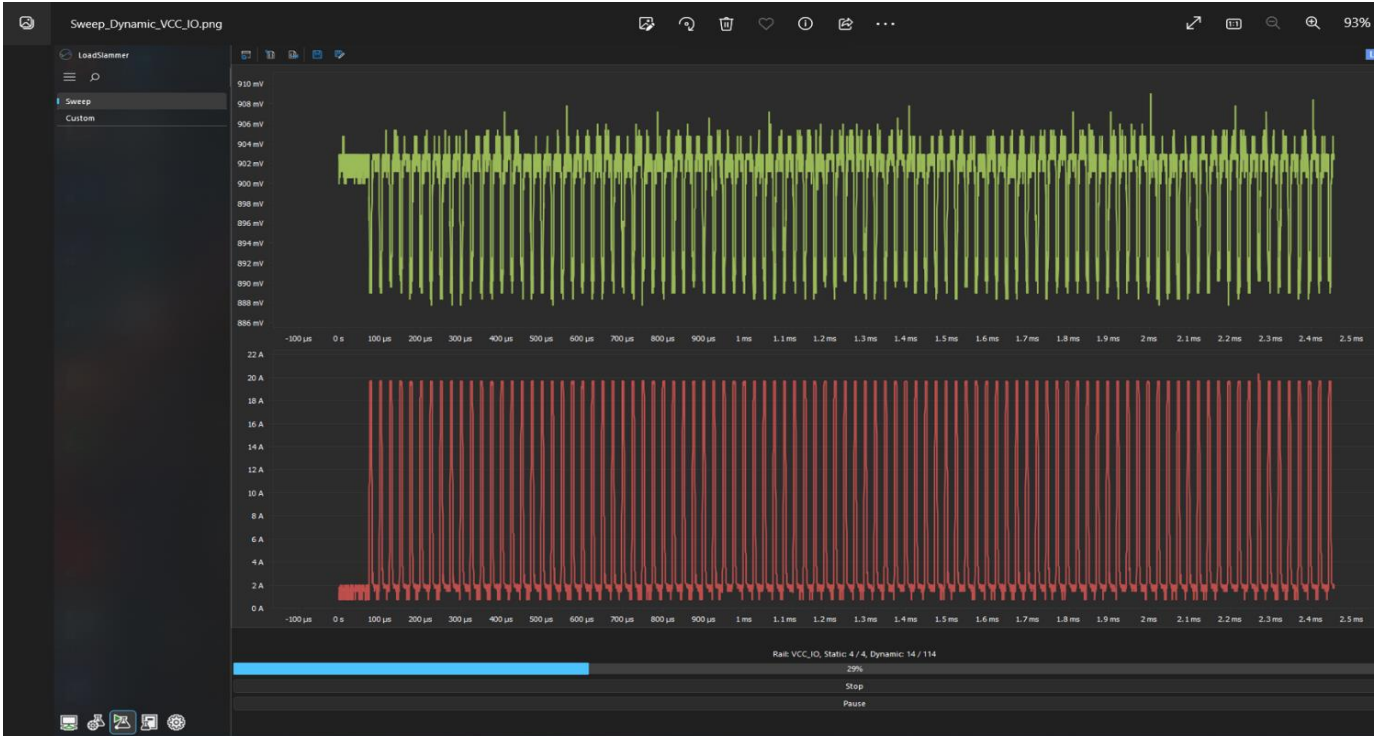 Sweep_Dynamic_VCC_IO.png
93%
LoadSlammer
Sweep
Custom
910 mV
908 mV
906 mV
904 mV
902 mV
900 mV
898 mV
896 mV
894 mV
892 mV
890 mV
888 mV
886 mV
-100 µs 0 s 100 µs 200 µs 300 µs 400 µs 500 µs 600 µs 700 µs 800 µs 900 µs 1 ms 1.1 ms 1.2 ms 1.3 ms 1.4 ms 1.5 ms 1.6 ms 1.7 ms 1.8 ms 1.9 ms 2 ms 2.1 ms 2.2 ms 2.3 ms 2.4 ms 2.5 ms
22 A
20 A
18 A
16 A
14 A
12 A
10 A
8 A
6 A
4 A
2 A
0 A
-100 µs 0 s 100 µs 200 µs 300 µs 400 µs 500 µs 600 µs 700 µs 800 µs 900 µs 1 ms 1.1 ms 1.2 ms 1.3 ms 1.4 ms 1.5 ms 1.6 ms 1.7 ms 1.8 ms 1.9 ms 2 ms 2.1 ms 2.2 ms 2.3 ms 2.4 ms 2.5 ms
Rail: VCC_IO, Static: 4 / 4, Dynamic: 14 / 114
29%
Stop
Pause